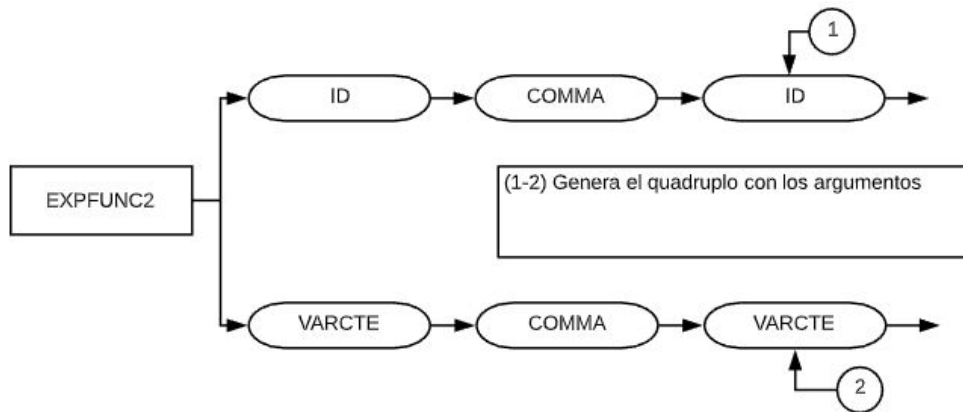 1
ID
COMMA
ID
EXPFUNC2
(1-2) Genera el quadruplo con los argumentos
VARCTE
COMMA
VARCTE
2